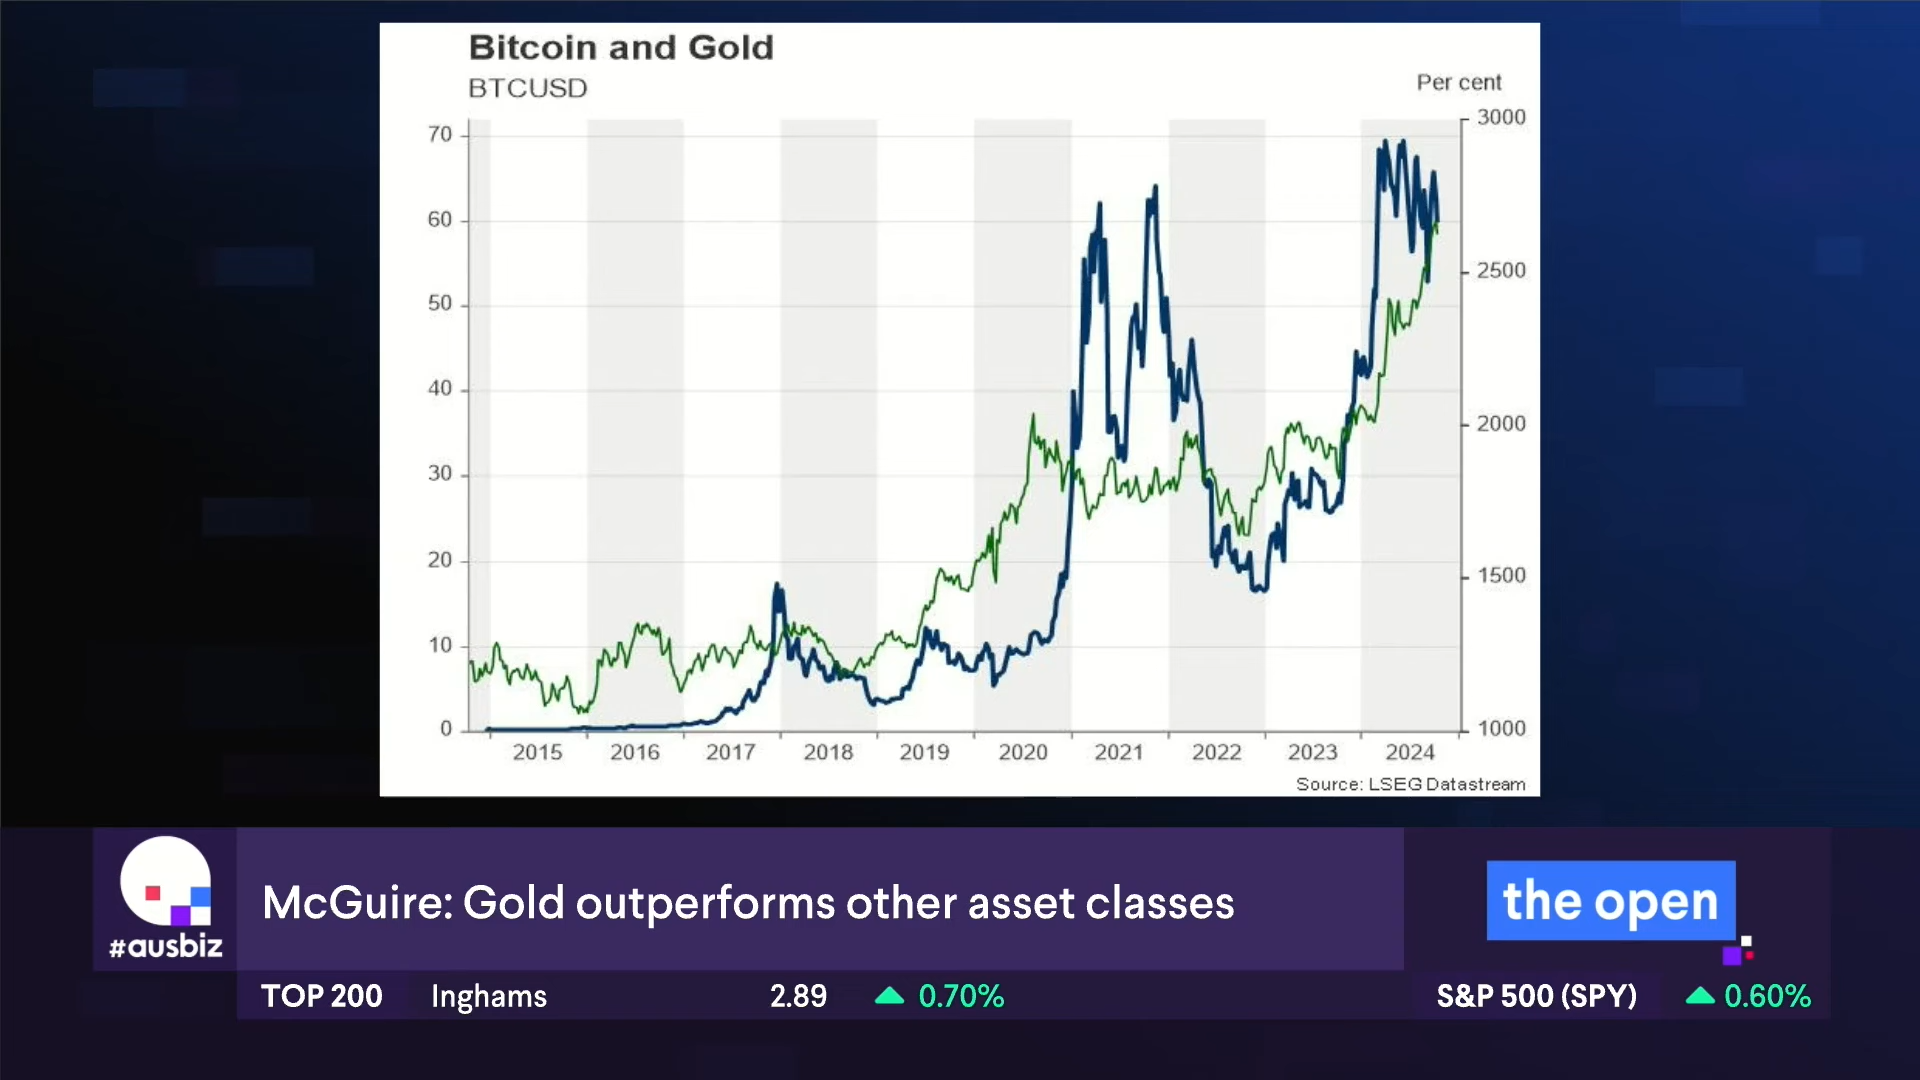 Bitcoin and Gold
BTCUSD
Per cent
70
60
50
40
30
20
10
0
3000
2500
2000
1500
1000
2015 2016 2017 2018 2019 2020 2021 2022 2023 2024
Source: LSEG Datastream
#ausbiz
McGuire: Gold outperforms other asset classes
the open
TOP 200 Inghams 2.89 0.70% S&P 500 (SPY) 0.60%